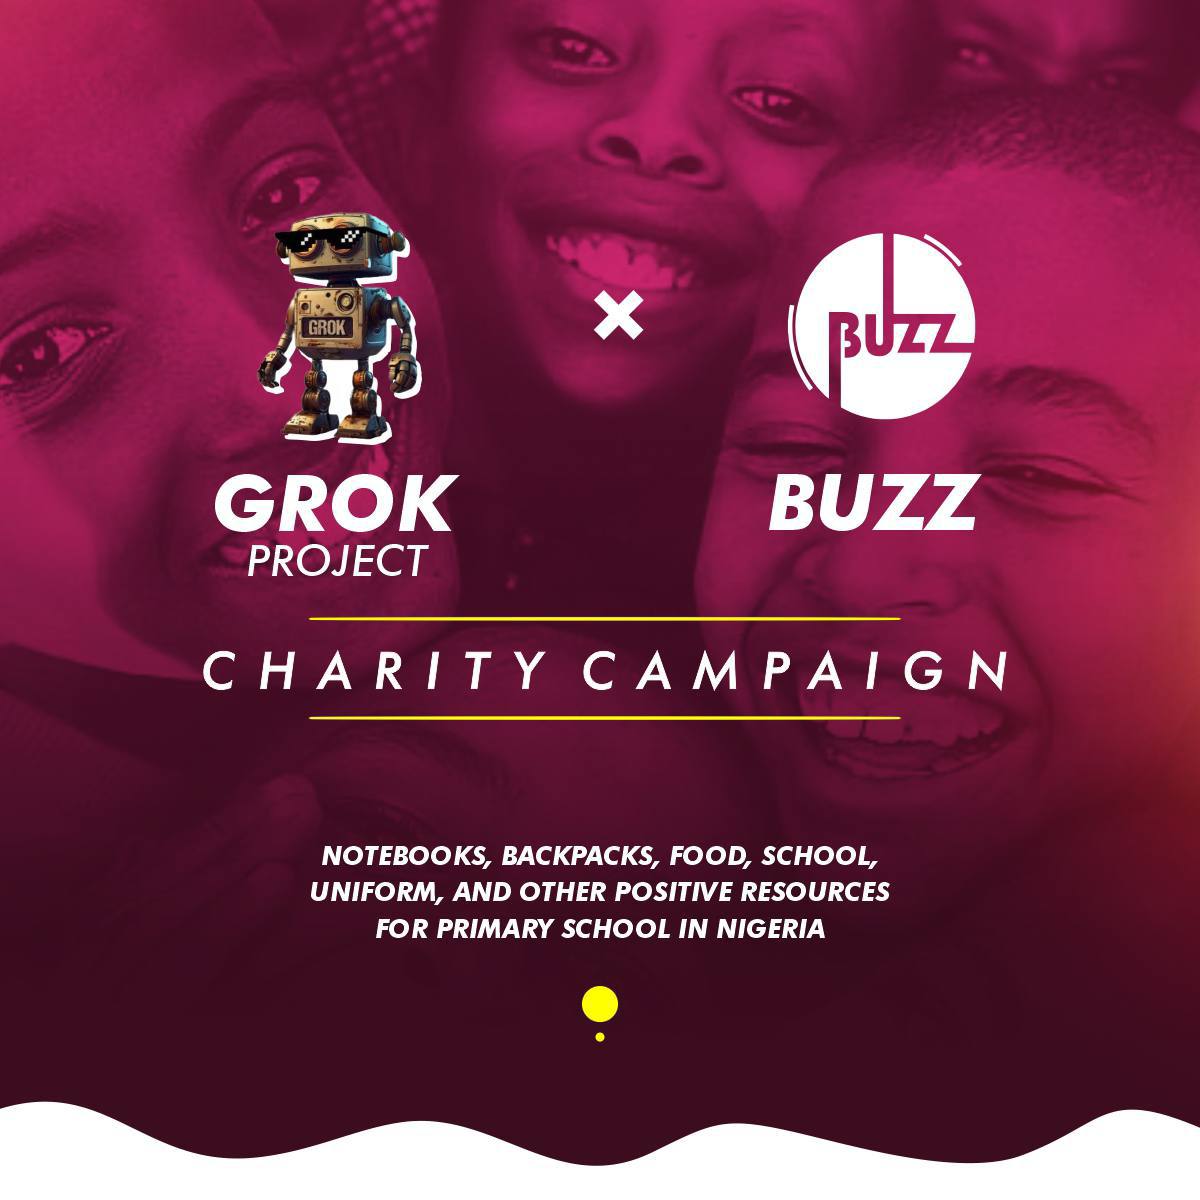 GROK
BUZZ
GROK
PROJECT
BUZZ
CHARITY CAMPAIGN
NOTEBOOKS, BACKPACKS, FOOD, SCHOOL,
UNIFORM, AND OTHER POSITIVE RESOURCES
FOR PRIMARY SCHOOL IN NIGERIA